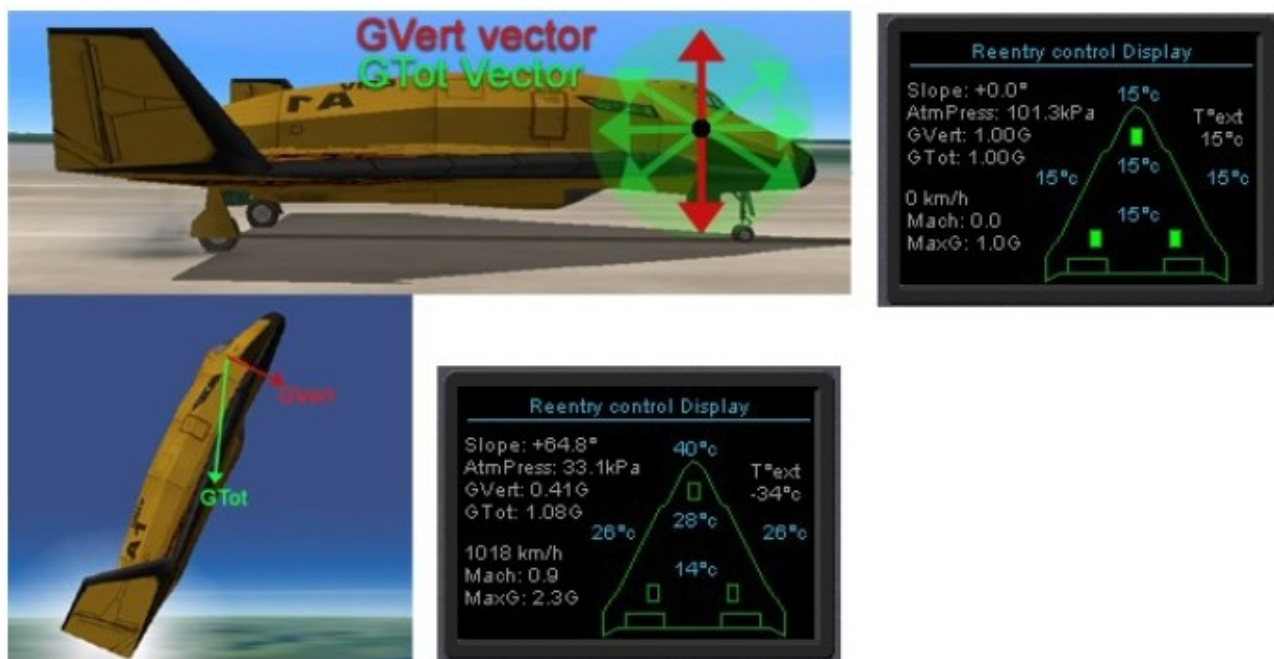 GVert vector
GTot Vector
Reentry control Display
Slope: +0.0°
AtmPress: 101.3kPa
GVert: 1.00G
GTot: 1.00G
0 km/h
Mach: 0.0
MaxG: 1.0G
15°c
T°ext
15°c
15°c
15°c
15°c
15°c
GVert
GTot
Reentry control Display
Slope: +64.8°
AtmPress: 33.1kPa
GVert: 0.41G
GTot: 1.08G
1018 km/h
Mach: 0.9
MaxG: 2.3G
40°c
T°ext
-34°c
26°c
28°c
26°c
14°c